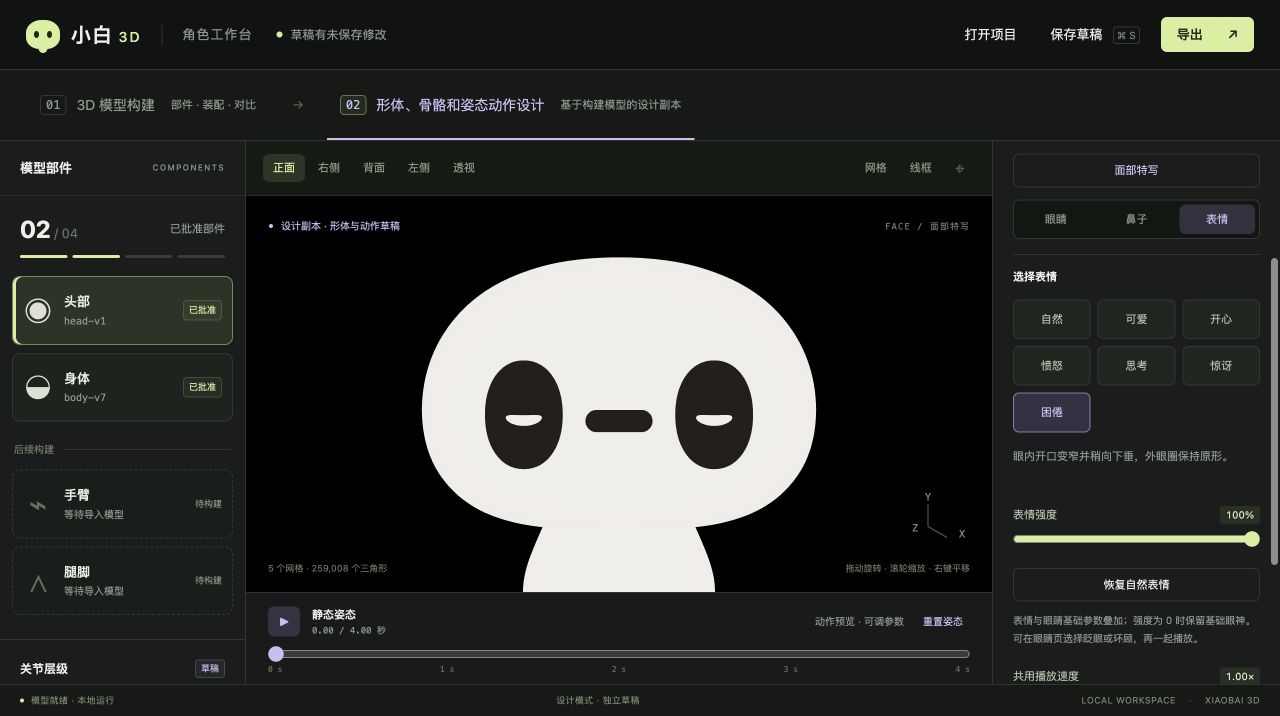 小白 3D
角色工作台
草稿有未保存修改
打开项目
保存草稿 ⌘ S
导出 ↗
01 3D 模型构建 部件 · 装配 · 对比 →
02 形体、骨骼和姿态动作设计 基于构建模型的设计副本
模型部件 COMPONENTS
02 / 04 已批准部件
头部
head-v1
已批准
身体
body-v7
已批准
后续构建
手臂
等待导入模型
待构建
腿脚
等待导入模型
待构建
关节层级 草稿
正面 右侧 背面 左侧 透视 网格 线框
设计副本 · 形体与动作草稿
FACE / 面部特写
Y
Z
X
5 个网格 · 259,008 个三角形
拖动旋转 · 滚轮缩放 · 右键平移
静态姿态
0.00 / 4.00 秒
动作预览 · 可调参数 重置姿态
0 s 1 s 2 s 3 s 4 s
面部特写
眼睛 鼻子 表情
选择表情
自然 可爱 开心
愤怒 思考 惊讶
困倦
眼内开口变窄并稍向下垂，外眼圈保持原形。
表情强度 100%
恢复自然表情
表情与眼睛基础参数叠加；强度为 0 时保留基础眼神。
可在眼睛页选择眨眼或环顾，再一起播放。
共用播放速度 1.00×
模型就绪 · 本地运行
设计模式 · 独立草稿
LOCAL WORKSPACE · XIAOBAI 3D